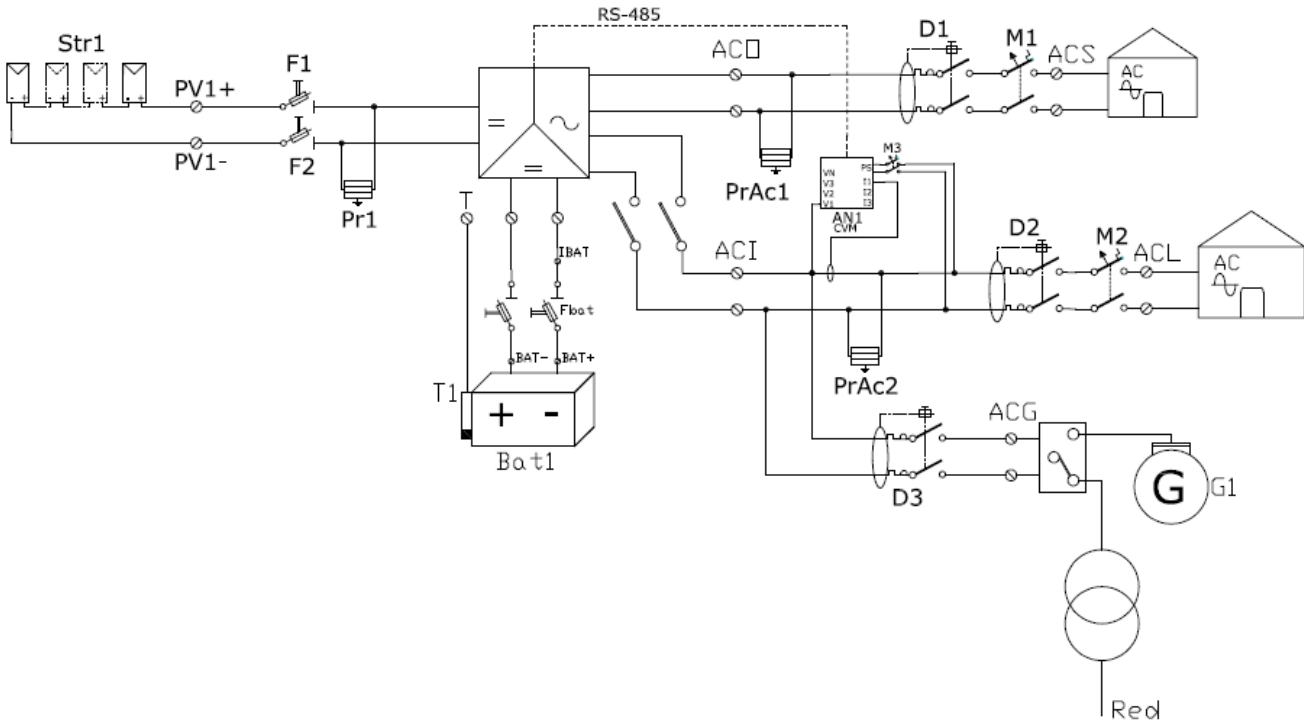 RS-485
Str1
F1
PV1+
PV1-
F2
Pr1
ACO
D1
M1
ACS
AC
PrAc1
M3
VN
V3
V2
V1
PS
I1
I2
I3
AN1
CVM
T
IBAT
Fbat
BAT-
BAT+
T1
+ -
Bat1
ACI
D2
M2
ACL
AC
PrAc2
ACG
D3
G
G1
Red